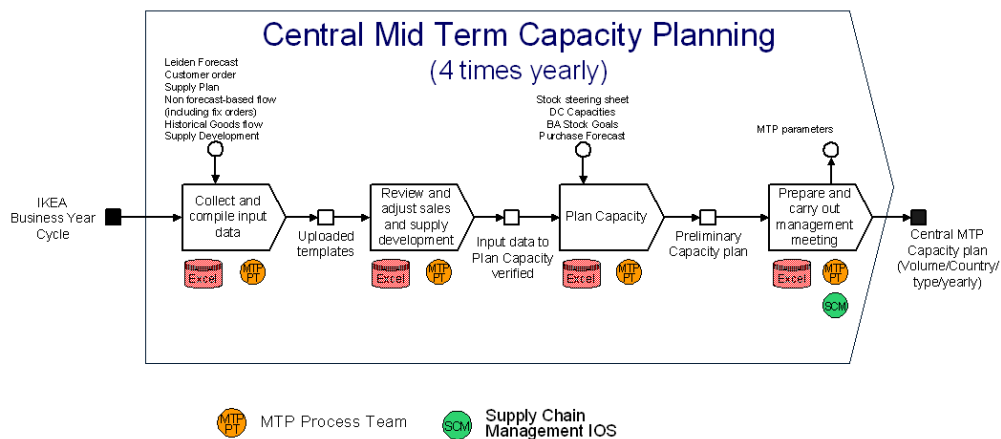 Central Mid Term Capacity Planning
(4 times yearly)
Leiden Forecast
Customer order
Supply Plan
Non forecast-based flow
(including fix orders)
Historical Goods flow
Supply Development
Stock steering sheet
DC Capacities
BA Stock Goals
Purchase Forecast
MTP parameters
IKEA
Business Year
Cycle
Collect and
compile input
data
Uploaded
templates
Review and
adjust sales
and supply
development
Input data to
Plan Capacity
verified
Plan Capacity
Preliminary
Capacity plan
Prepare and
carry out
management
meeting
Central MTP
Capacity plan
(Volume/Country/
type/yearly)
Excel
MTP
PT
Excel
MTP
PT
Excel
MTP
PT
Excel
MTP
PT
SCM
MTP
PT
MTP Process Team
SCM
Supply Chain
Management IOS